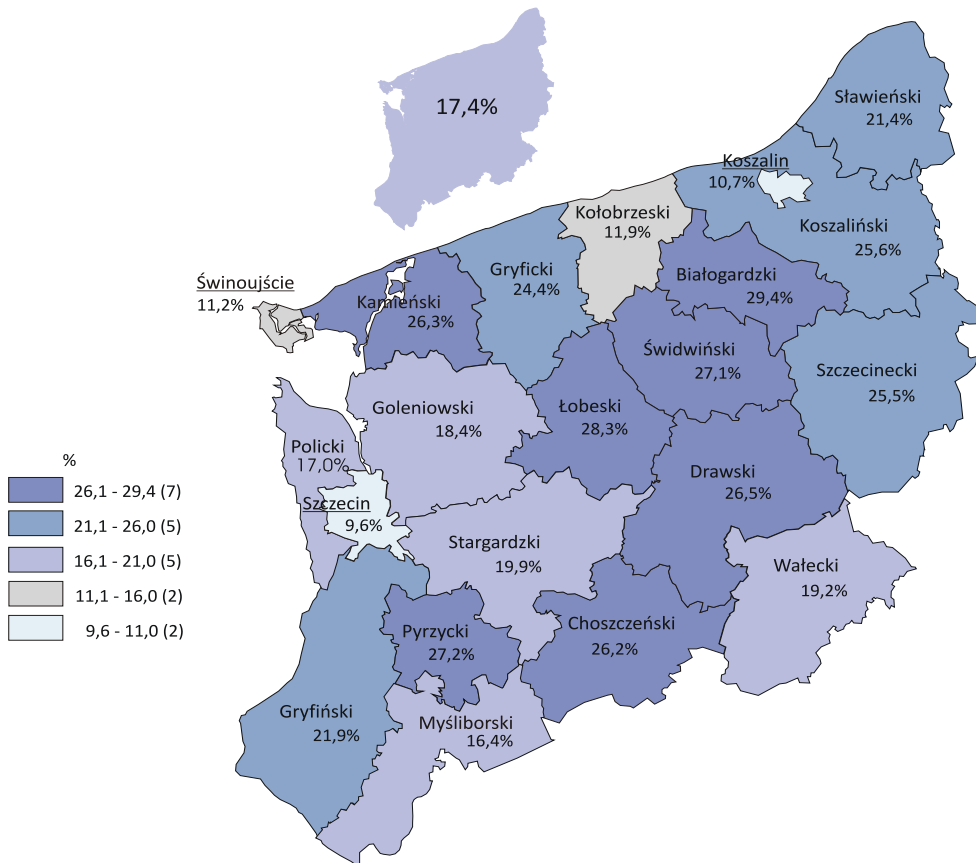 17,4%
Sławieński
21,4%
Koszalin
10,7%
Kołobrzeski
11,9%
Koszaliński
25,6%
Gryficki
24,4%
Białogardzki
29,4%
Świnoujście
11,2%
Kamieński
26,3%
Świdwiński
27,1%
Szczecinecki
25,5%
Goleniowski
18,4%
Łobeski
28,3%
Policki
17,0%
Drawski
26,5%
Szczecin
9,6%
Stargardzki
19,9%
Wałecki
19,2%
Pyrzycki
27,2%
Choszczeński
26,2%
Gryfiński
21,9%
Myśliborski
16,4%
%
26,1 - 29,4 (7)
21,1 - 26,0 (5)
16,1 - 21,0 (5)
11,1 - 16,0 (2)
9,6 - 11,0 (2)